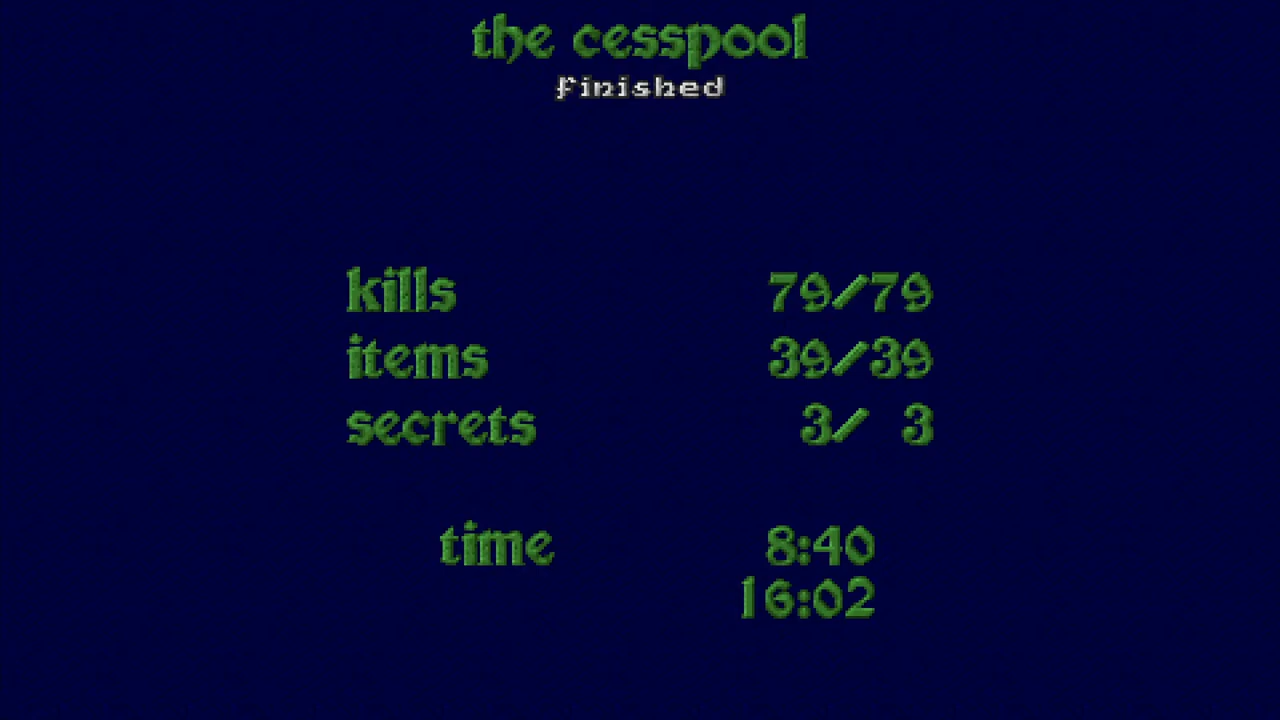 the cesspool
finished
kills 79/79
items 39/39
secrets 3/ 3
time 8:40
16:02